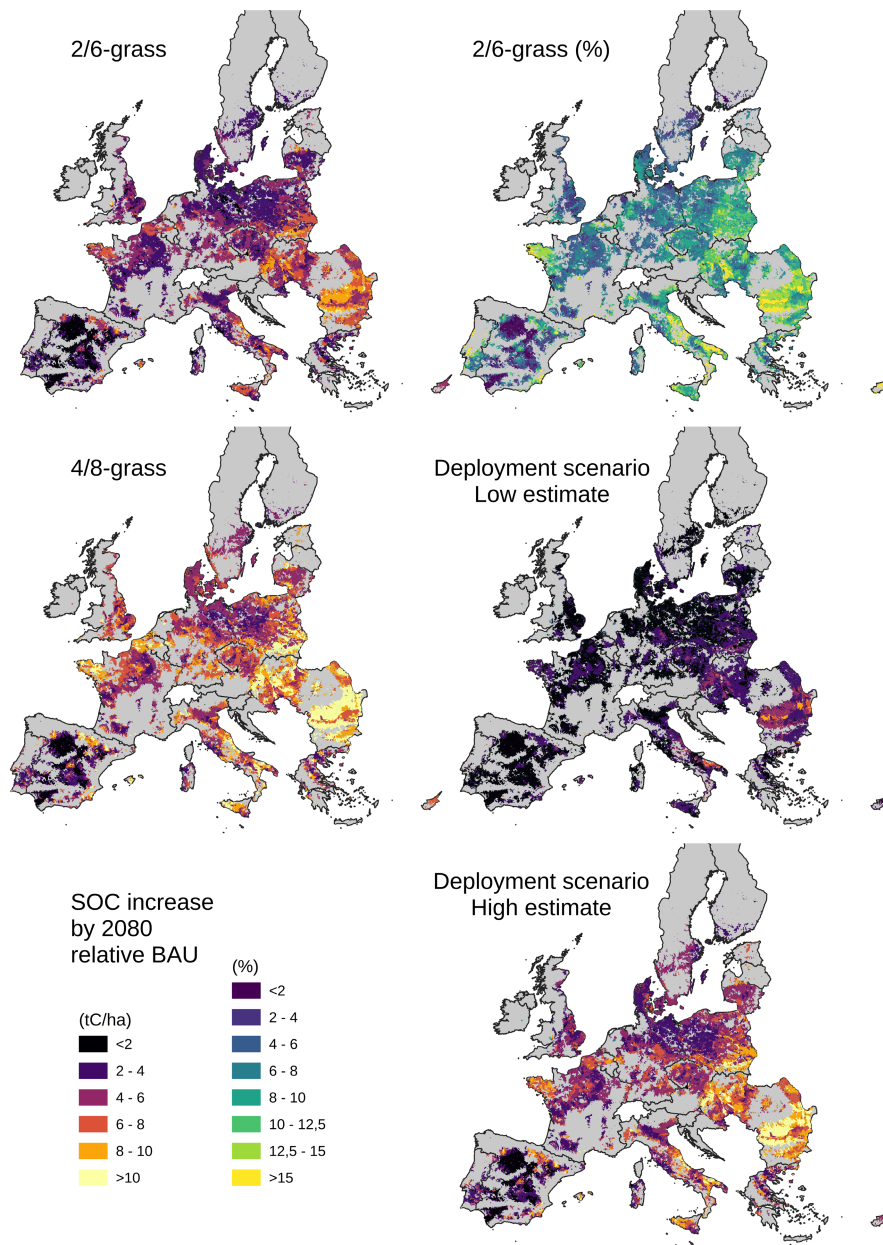 2/6-grass
2/6-grass (%)
4/8-grass
Deployment scenario
Low estimate
Deployment scenario
High estimate
SOC increase
by 2080
relative BAU
(tC/ha)
<2
2 - 4
4 - 6
6 - 8
8 - 10
>10
(%)
<2
2 - 4
4 - 6
6 - 8
8 - 10
10 - 12,5
12,5 - 15
>15